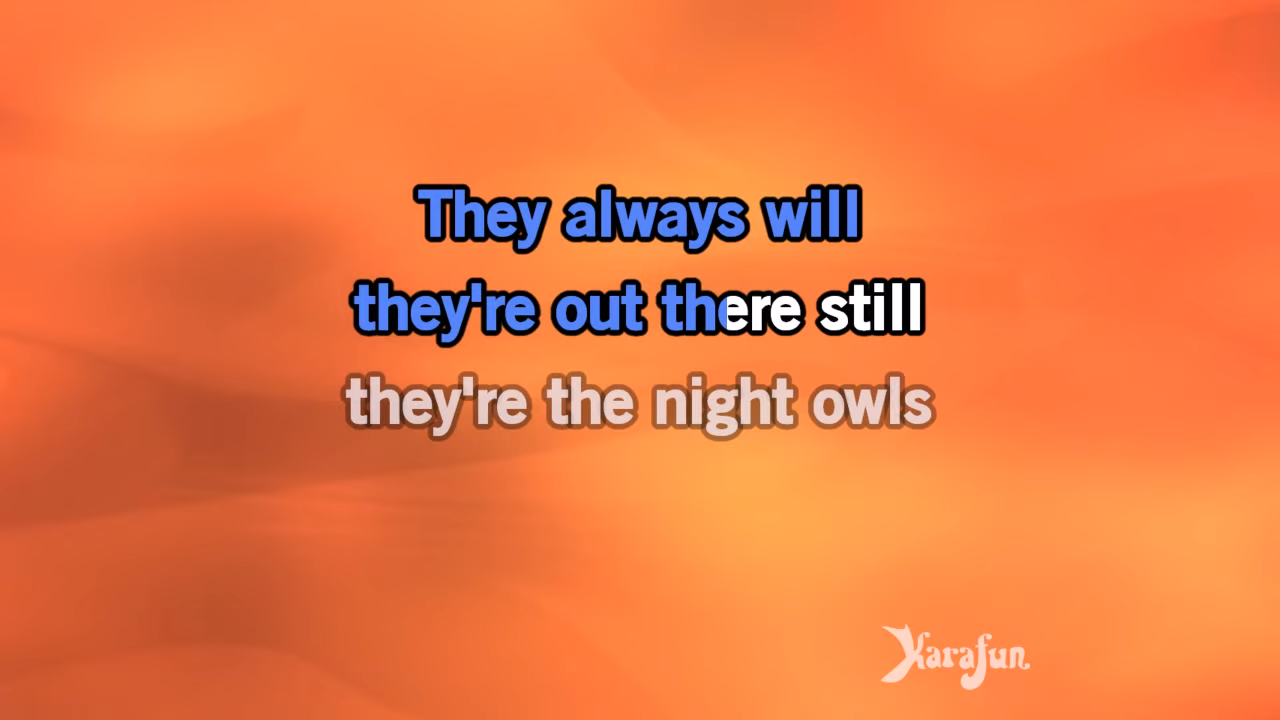 They always will
they're out there still
they're the night owls
Karafun